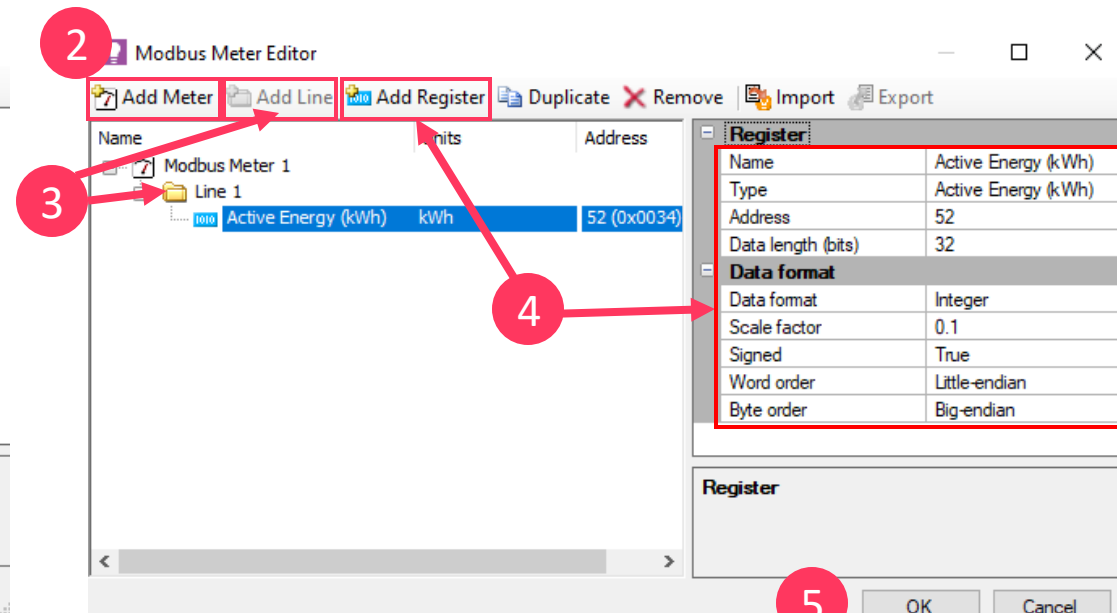 2
Modbus Meter Editor
Add Meter Add Line Add Register Duplicate Remove Import Export
Name Units Address
Modbus Meter 1
Line 1
Active Energy (kWh) kWh 52 (0x0034)
3
4
Register
Name Active Energy (kWh)
Type Active Energy (kWh)
Address 52
Data length (bits) 32
Data format
Data format Integer
Scale factor 0.1
Signed True
Word order Little-endian
Byte order Big-endian
Register
5
OK Cancel